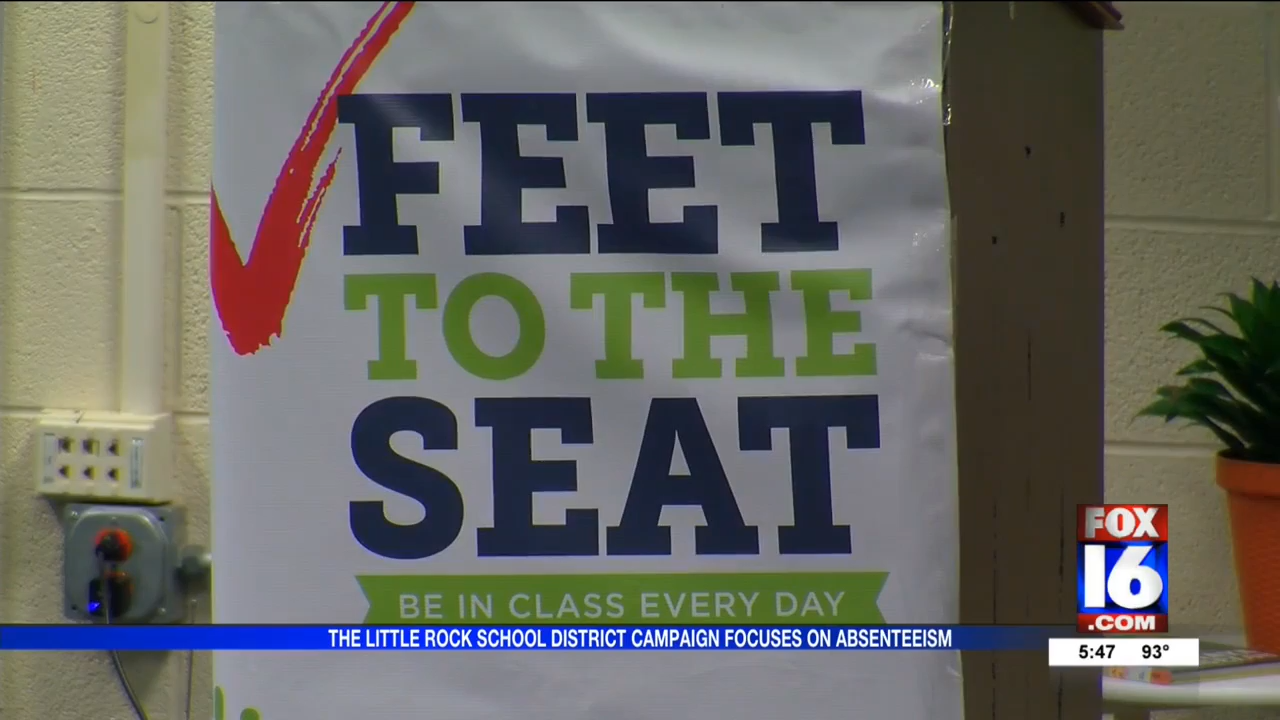 FEET
TO THE
SEAT
BE IN CLASS EVERY DAY
THE LITTLE ROCK SCHOOL DISTRICT CAMPAIGN FOCUSES ON ABSENTEEISM
FOX
16
.COM
5:47 93°